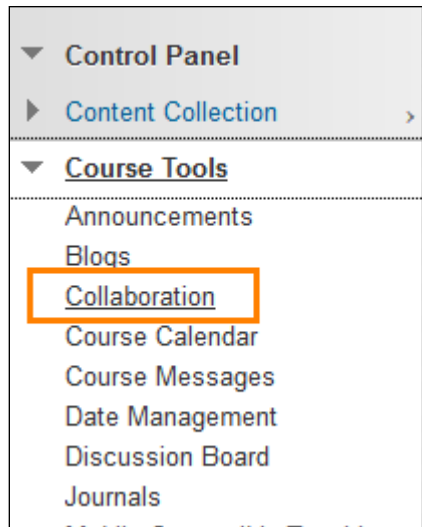 Control Panel
Content Collection
Course Tools
Announcements
Blogs
Collaboration
Course Calendar
Course Messages
Date Management
Discussion Board
Journals